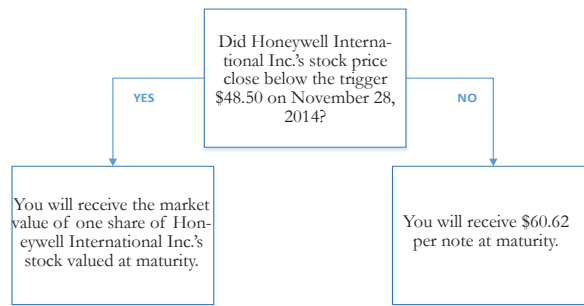 Did Honeywell Interna-
tional Inc.'s stock price
close below the trigger
$48.50 on November 28,
2014?
YES
NO
You will receive the market
value of one share of Hon-
eywell International Inc.'s
stock valued at maturity.
You will receive $60.62
per note at maturity.